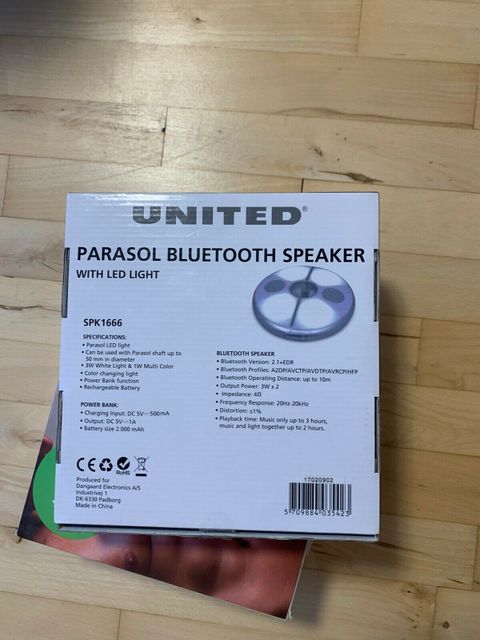 UNITED®
PARASOL BLUETOOTH SPEAKER
WITH LED LIGHT
SPK1666
SPECIFICATIONS:
• Parasol LED light
• Can be used with Parasol shaft up to
50 mm in diameter
• 3W White Light & 1W Multi Color
• Color changing light
• Power Bank function
• Rechargeable Battery
POWER BANK:
• Charging Input: DC 5V⎓500mA
• Output: DC 5V⎓1A
• Battery size 2.000 mAh
BLUETOOTH SPEAKER
• Bluetooth Version: 2.1+EDR
• Bluetooth Profiles: A2DP/AVCTP/AVDTP/AVRCP/HFP
• Bluetooth Operating Distance: up to 10m
• Output Power: 3W x 2
• Impedance: 4Ω
• Frequency Response: 20Hz-20kHz
• Distortion: ≤1%
• Playback time: Music only up to 3 hours,
music and light together up to 2 hours.
CE
RoHS
Produced for
Dangaard Electronics A/S
Industrivej 1
DK-6330 Padborg
Made in China
17020902
5 709884 035423